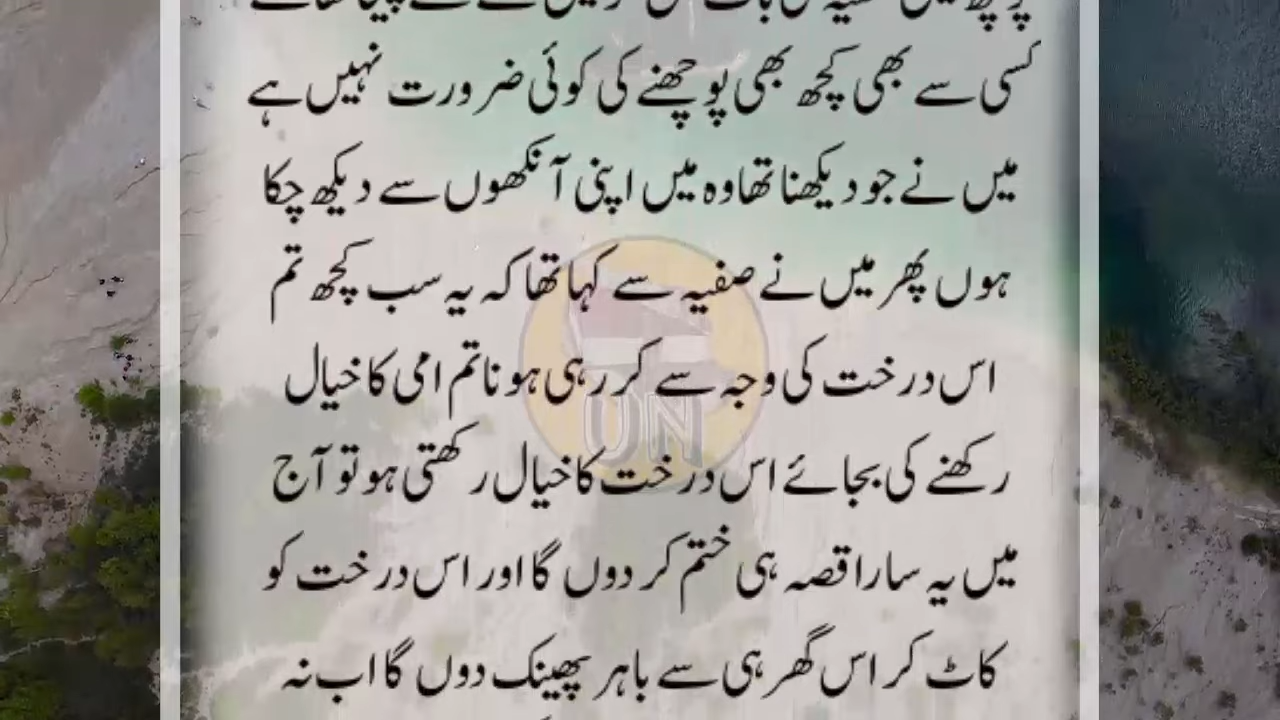 کسی سے بھی کچھ بھی پوچھنے کی کوئی ضرورت نہیں ہے
میں نے جو دیکھنا تھا وہ میں اپنی آنکھوں سے دیکھ چکا
ہوں پھر میں نے صفیہ سے کہا تھا کہ یہ سب کچھ تم
اس درخت کی وجہ سے کر رہی ہو نا تم امی کا خیال
رکھنے کی بجائے اس درخت کا خیال رکھتی ہو تو آج
میں یہ سارا قصہ ہی ختم کر دوں گا اور اس درخت کو
کاٹ کر اس گھر ہی سے باہر پھینک دوں گا اب نہ
UN